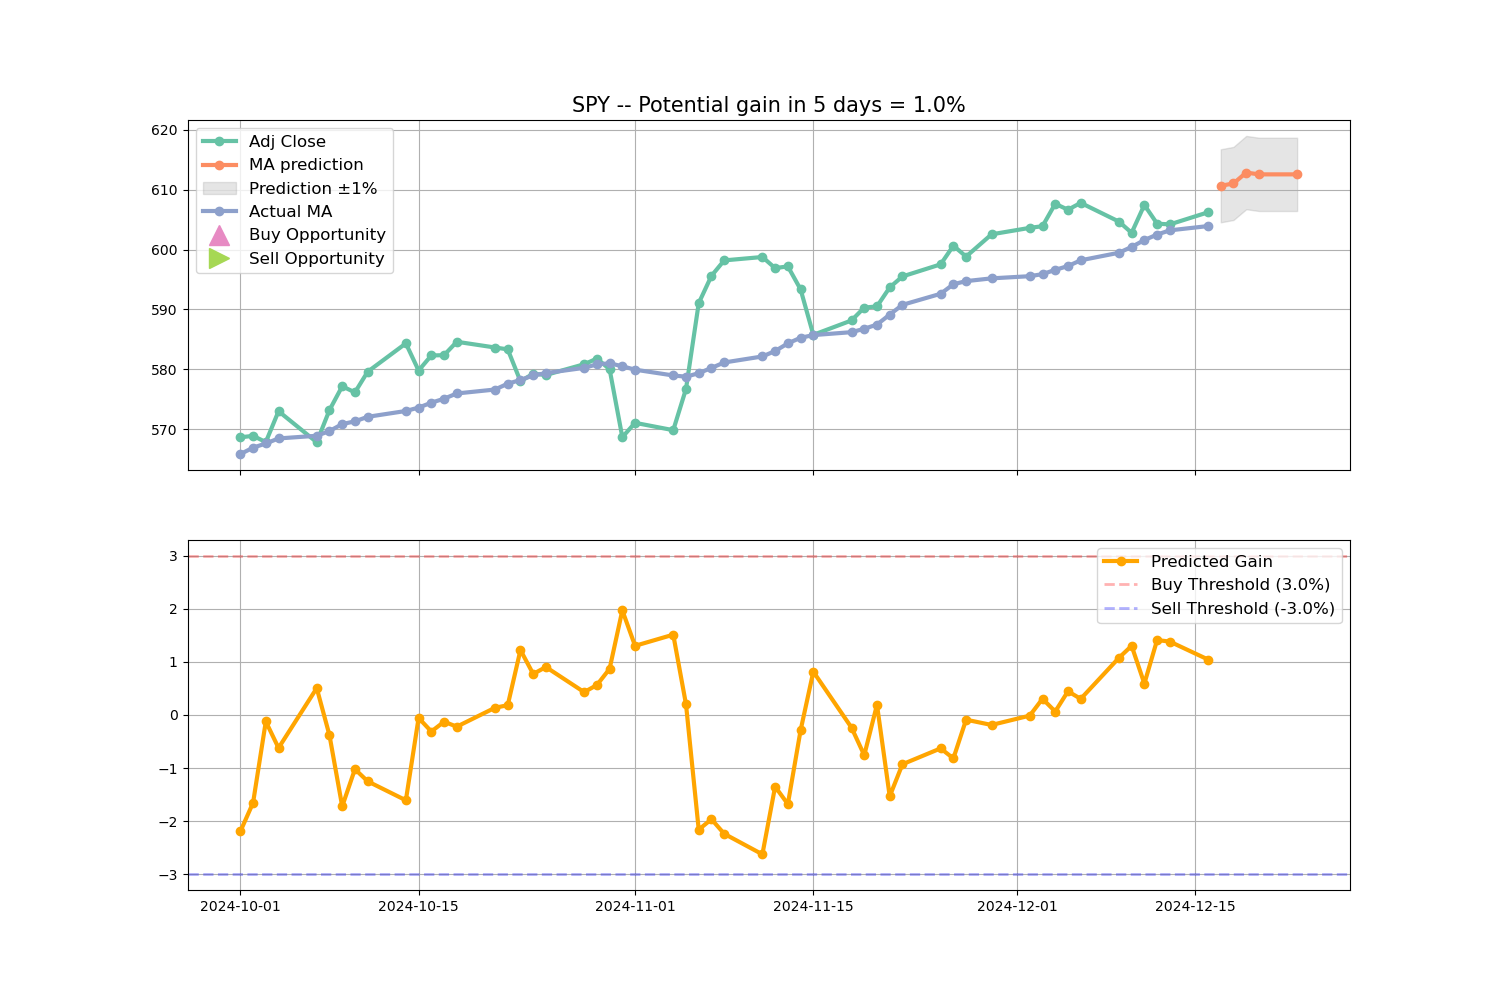 SPY -- Potential gain in 5 days = 1.0%
620
610
600
590
580
570
Adj Close
MA prediction
Prediction ±1%
Actual MA
Buy Opportunity
Sell Opportunity
3
2
1
0
−1
−2
−3
Predicted Gain
Buy Threshold (3.0%)
Sell Threshold (-3.0%)
2024-10-01
2024-10-15
2024-11-01
2024-11-15
2024-12-01
2024-12-15